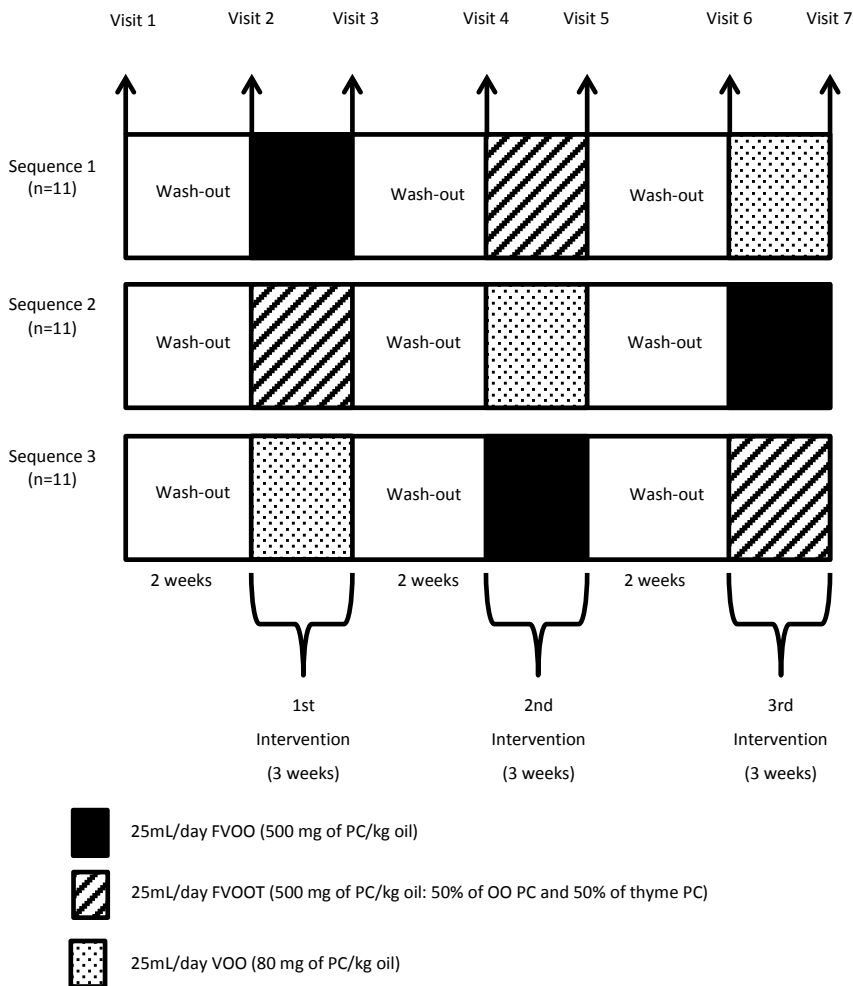 Visit 1 Visit 2 Visit 3 Visit 4 Visit 5 Visit 6 Visit 7
Sequence 1
(n=11)
Wash-out Wash-out Wash-out
Sequence 2
(n=11)
Wash-out Wash-out Wash-out
Sequence 3
(n=11)
Wash-out Wash-out Wash-out
2 weeks 2 weeks 2 weeks
1st
Intervention
(3 weeks)
2nd
Intervention
(3 weeks)
3rd
Intervention
(3 weeks)
25mL/day FVOO (500 mg of PC/kg oil)
25mL/day FVOOT (500 mg of PC/kg oil: 50% of OO PC and 50% of thyme PC)
25mL/day VOO (80 mg of PC/kg oil)